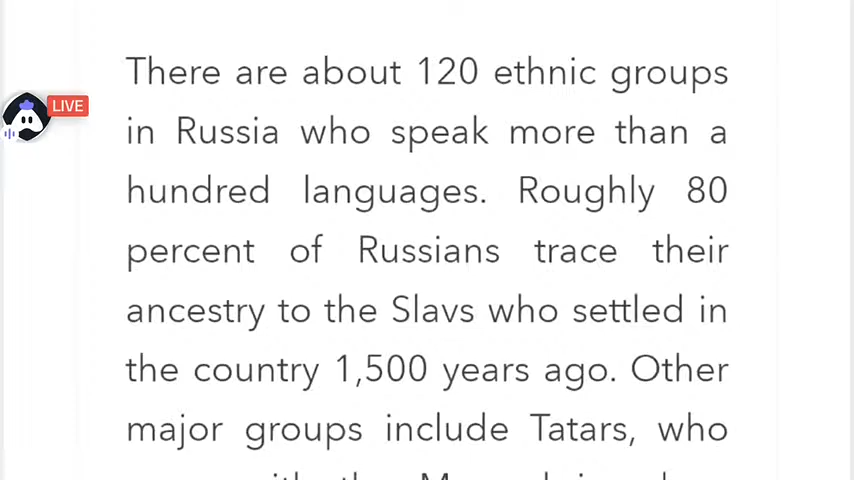 LIVE
There are about 120 ethnic groups
in Russia who speak more than a
hundred languages. Roughly 80
percent of Russians trace their
ancestry to the Slavs who settled in
the country 1,500 years ago. Other
major groups include Tatars, who